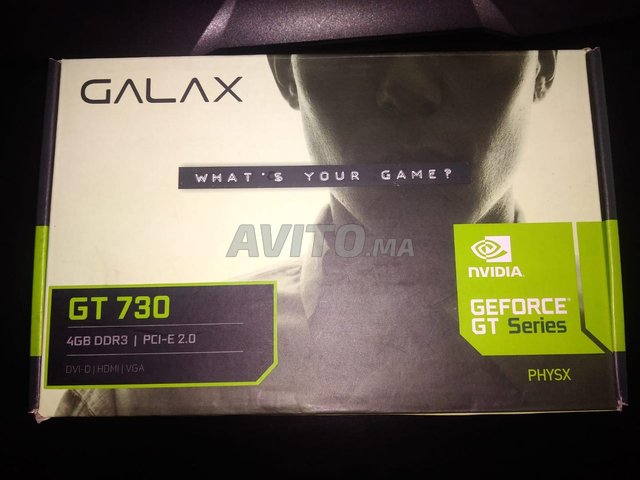 GALAX
WHAT'S YOUR GAME?
AVITO.MA
NVIDIA
GEFORCE
GT Series
PHYSX
GT 730
4GB DDR3 | PCI-E 2.0
DVI-D | HDMI | VGA